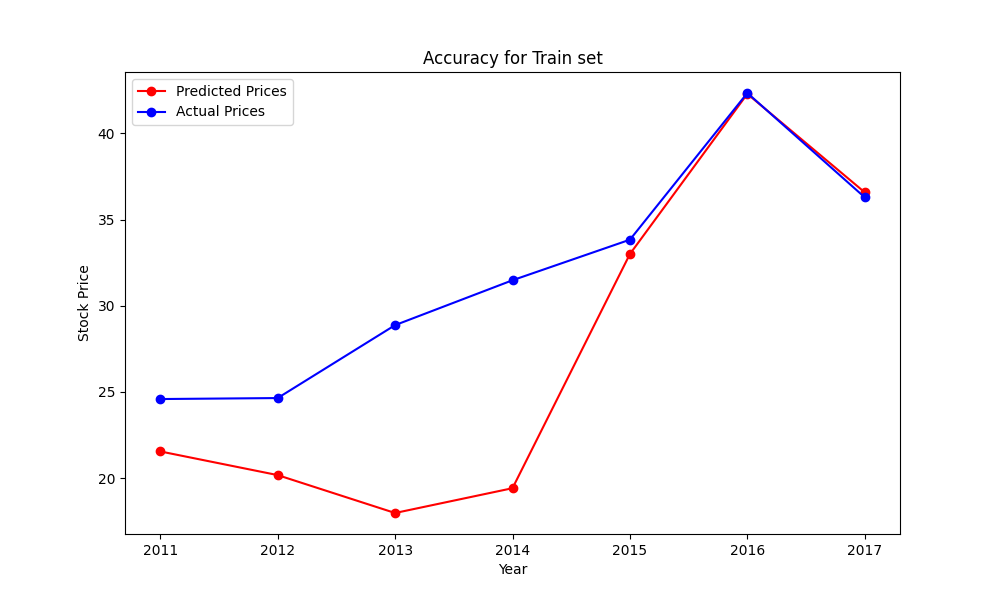 Accuracy for Train set
Predicted Prices
Actual Prices
Stock Price
40
35
30
25
20
2011 2012 2013 2014 2015 2016 2017
Year